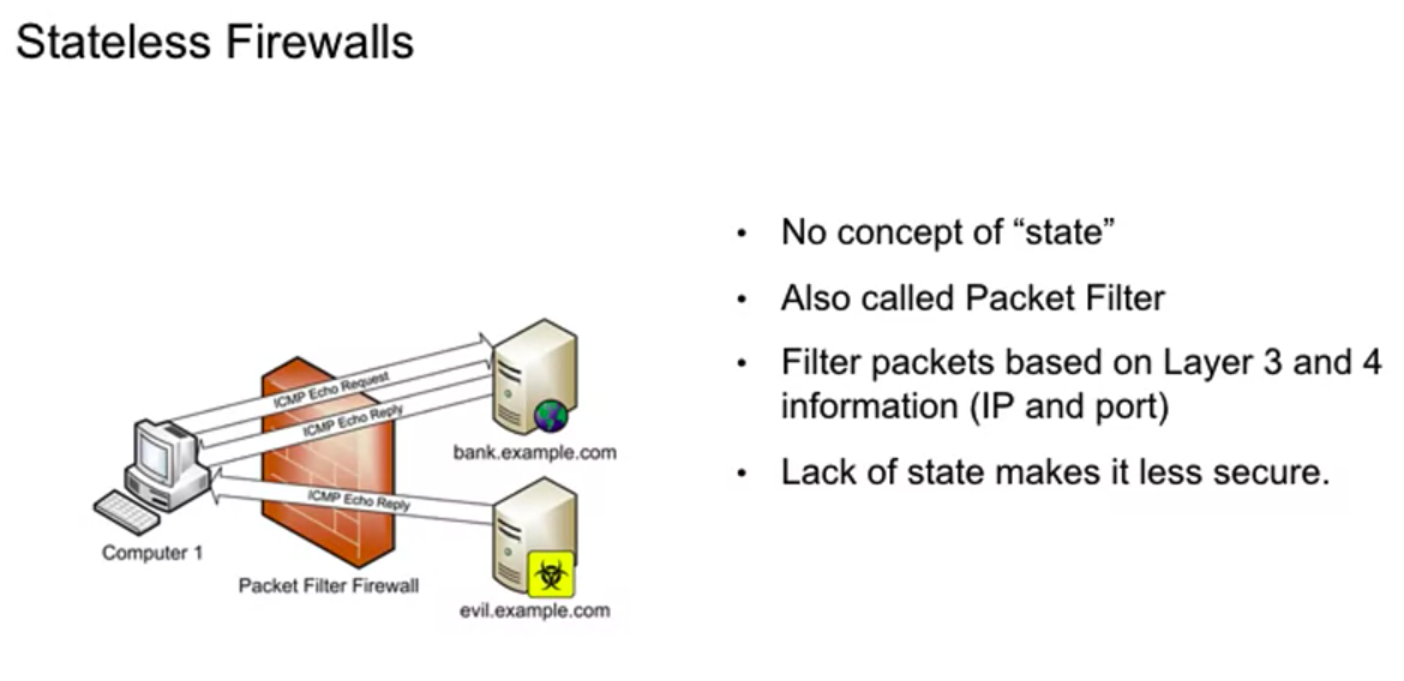 Stateless Firewalls
ICMP Echo Request
ICMP Echo Reply
bank.example.com
ICMP Echo Reply
Computer 1
Packet Filter Firewall
evil.example.com
• No concept of “state”
• Also called Packet Filter
• Filter packets based on Layer 3 and 4
information (IP and port)
• Lack of state makes it less secure.